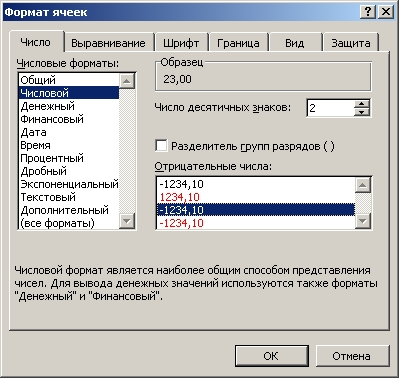 Формат ячеек
Число Выравнивание Шрифт Граница Вид Защита
Числовые форматы:
Общий
Числовой
Денежный
Финансовый
Дата
Время
Процентный
Дробный
Экспоненциальный
Текстовый
Дополнительный
(все форматы)
Образец
23,00
Число десятичных знаков: 2
Разделитель групп разрядов ( )
Отрицательные числа:
-1234,10
1234,10
-1234,10
-1234,10
Числовой формат является наиболее общим способом представления
чисел. Для вывода денежных значений используются также форматы
"Денежный" и "Финансовый".
OK Отмена